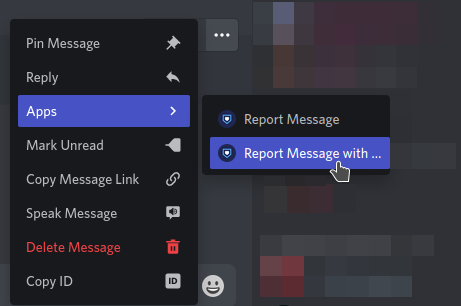 Pin Message
Reply
Apps
Mark Unread
Copy Message Link
Speak Message
Delete Message
Copy ID
ID
Report Message
Report Message with ...